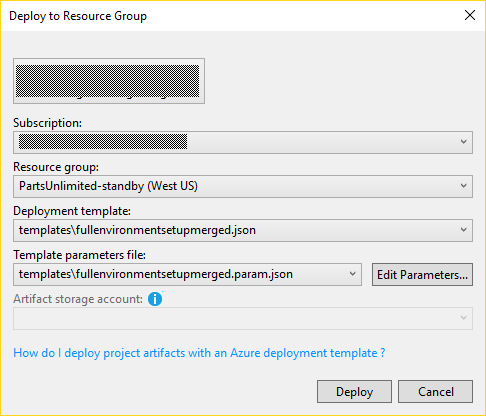 Deploy to Resource Group
Subscription:
Resource group:
PartsUnlimited-standby (West US)
Deployment template:
templates\fullenvironmentsetupmerged.json
Template parameters file:
templates\fullenvironmentsetupmerged.param.json
Edit Parameters...
Artifact storage account:
How do I deploy project artifacts with an Azure deployment template ?
Deploy
Cancel